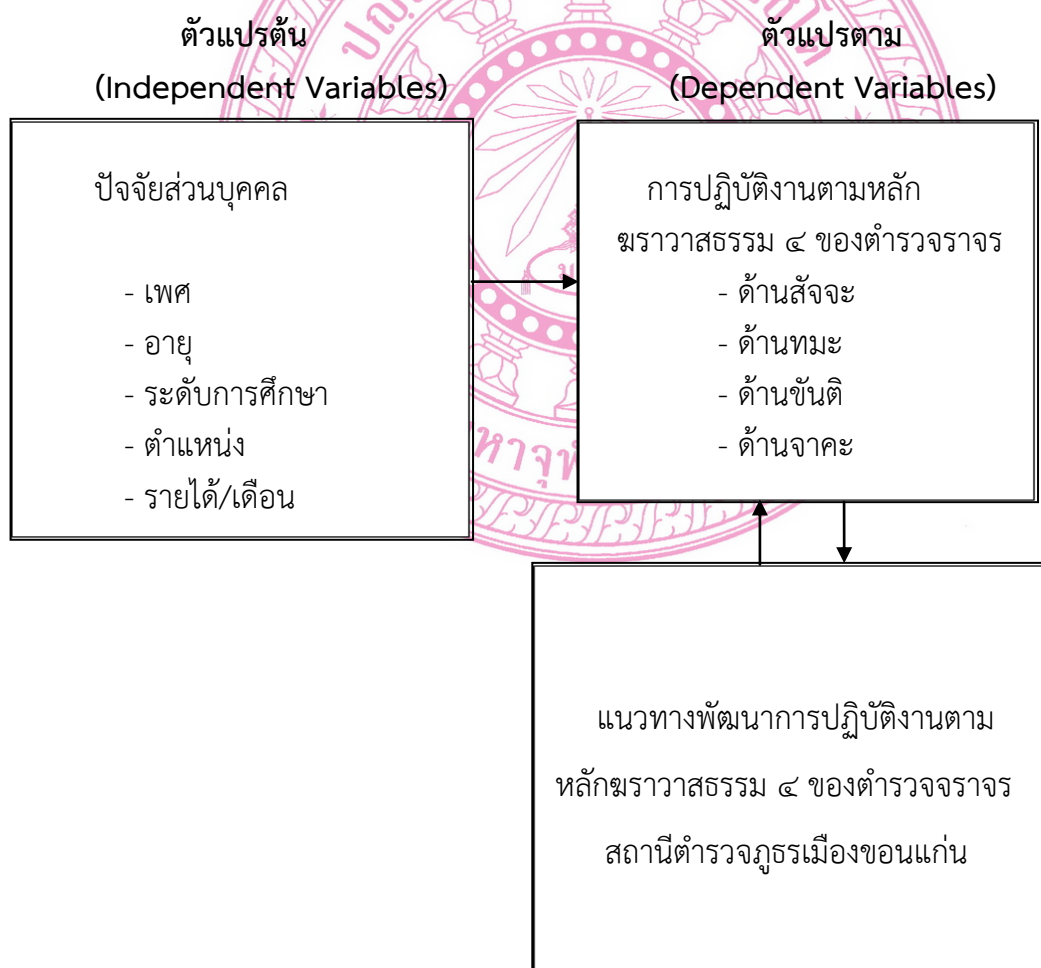 ตัวแปรต้น
(Independent Variables)
ปัจจัยส่วนบุคคล
- เพศ
- อายุ
- ระดับการศึกษา
- ตำแหน่ง
- รายได้/เดือน
ตัวแปรตาม
(Dependent Variables)
การปฏิบัติงานตามหลัก
ฆราวาสธรรม ๔ ของตำรวจราจร
- ด้านสัจจะ
- ด้านทมะ
- ด้านขันติ
- ด้านจาคะ
แนวทางพัฒนาการปฏิบัติงานตาม
หลักฆราวาสธรรม ๔ ของตำรวจจราจร
สถานีตำรวจภูธรเมืองขอนแก่น